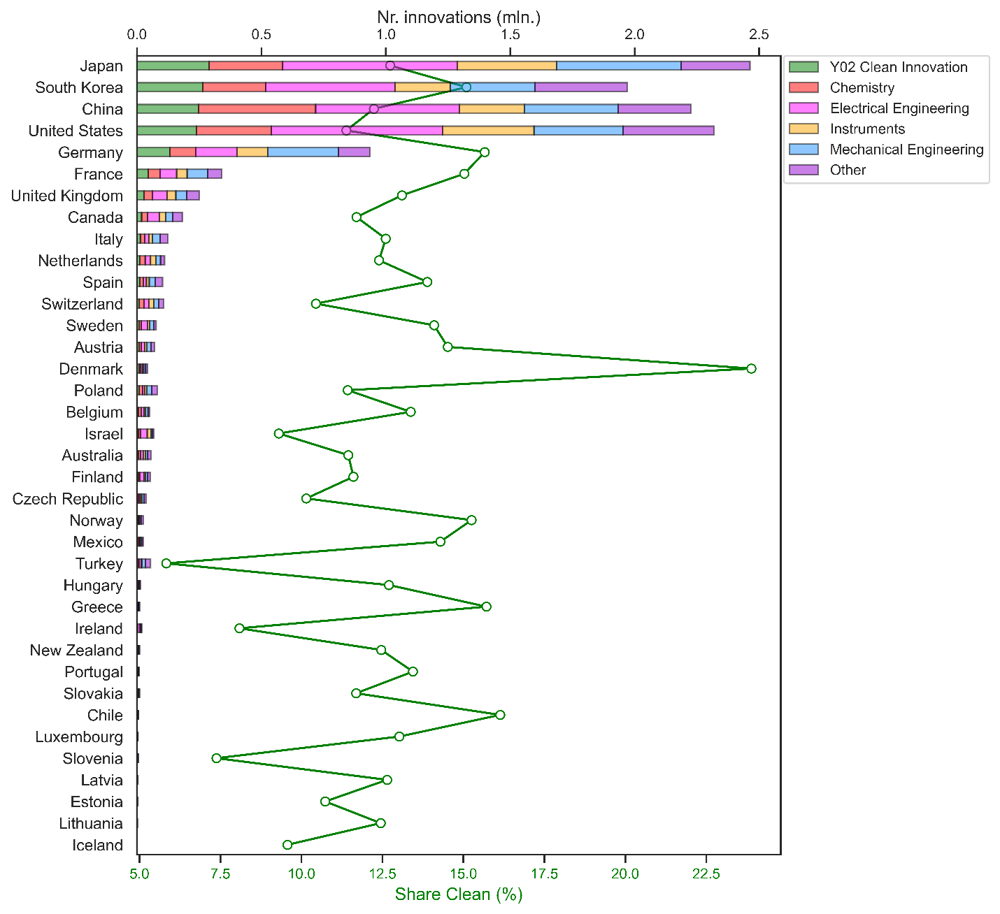 Nr. innovations (mln.)
0.0 0.5 1.0 1.5 2.0 2.5
Japan
South Korea
China
United States
Germany
France
United Kingdom
Canada
Italy
Netherlands
Spain
Switzerland
Sweden
Austria
Denmark
Poland
Belgium
Israel
Australia
Finland
Czech Republic
Norway
Mexico
Turkey
Hungary
Greece
Ireland
New Zealand
Portugal
Slovakia
Chile
Luxembourg
Slovenia
Latvia
Estonia
Lithuania
Iceland
Y02 Clean Innovation
Chemistry
Electrical Engineering
Instruments
Mechanical Engineering
Other
5.0 7.5 10.0 12.5 15.0 17.5 20.0 22.5
Share Clean (%)